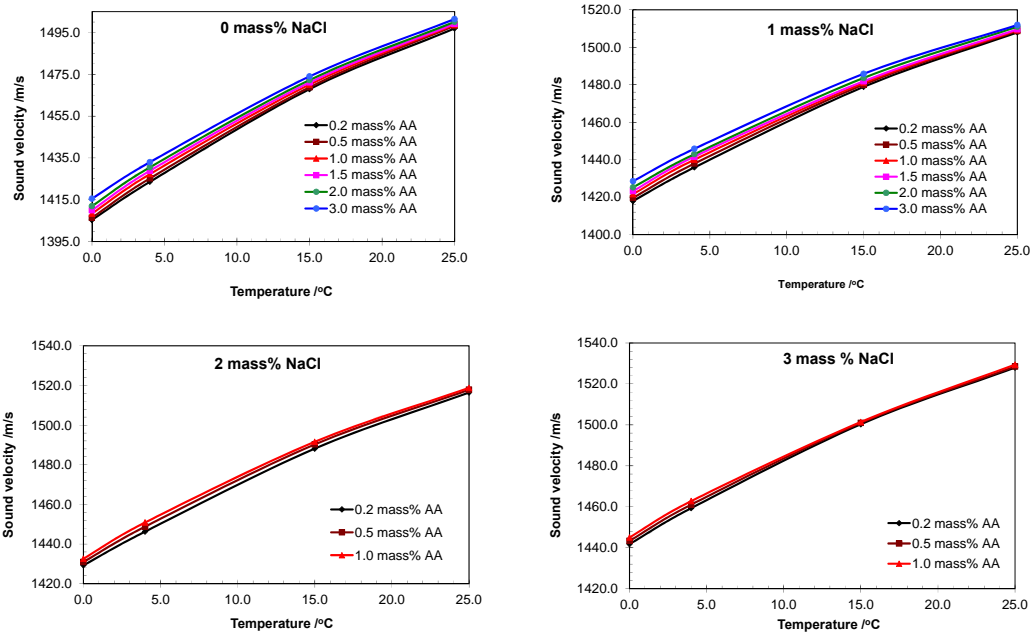 0 mass% NaCl
Sound velocity /m/s
1495.0
1475.0
1455.0
1435.0
1415.0
1395.0
0.2 mass% AA
0.5 mass% AA
1.0 mass% AA
1.5 mass% AA
2.0 mass% AA
3.0 mass% AA
0.0 5.0 10.0 15.0 20.0 25.0
Temperature /ºC
1 mass% NaCl
Sound velocity /m/s
1520.0
1500.0
1480.0
1460.0
1440.0
1420.0
1400.0
0.2 mass% AA
0.5 mass% AA
1.0 mass% AA
1.5 mass% AA
2.0 mass% AA
3.0 mass% AA
0.0 5.0 10.0 15.0 20.0 25.0
Temperature /ºC
2 mass% NaCl
Sound velocity /m/s
1540.0
1520.0
1500.0
1480.0
1460.0
1440.0
1420.0
0.2 mass% AA
0.5 mass% AA
1.0 mass% AA
0.0 5.0 10.0 15.0 20.0 25.0
Temperature /ºC
3 mass % NaCl
Sound velocity /m/s
1540.0
1520.0
1500.0
1480.0
1460.0
1440.0
1420.0
0.2 mass% AA
0.5 mass% AA
1.0 mass% AA
0.0 5.0 10.0 15.0 20.0 25.0
Temperature /ºC